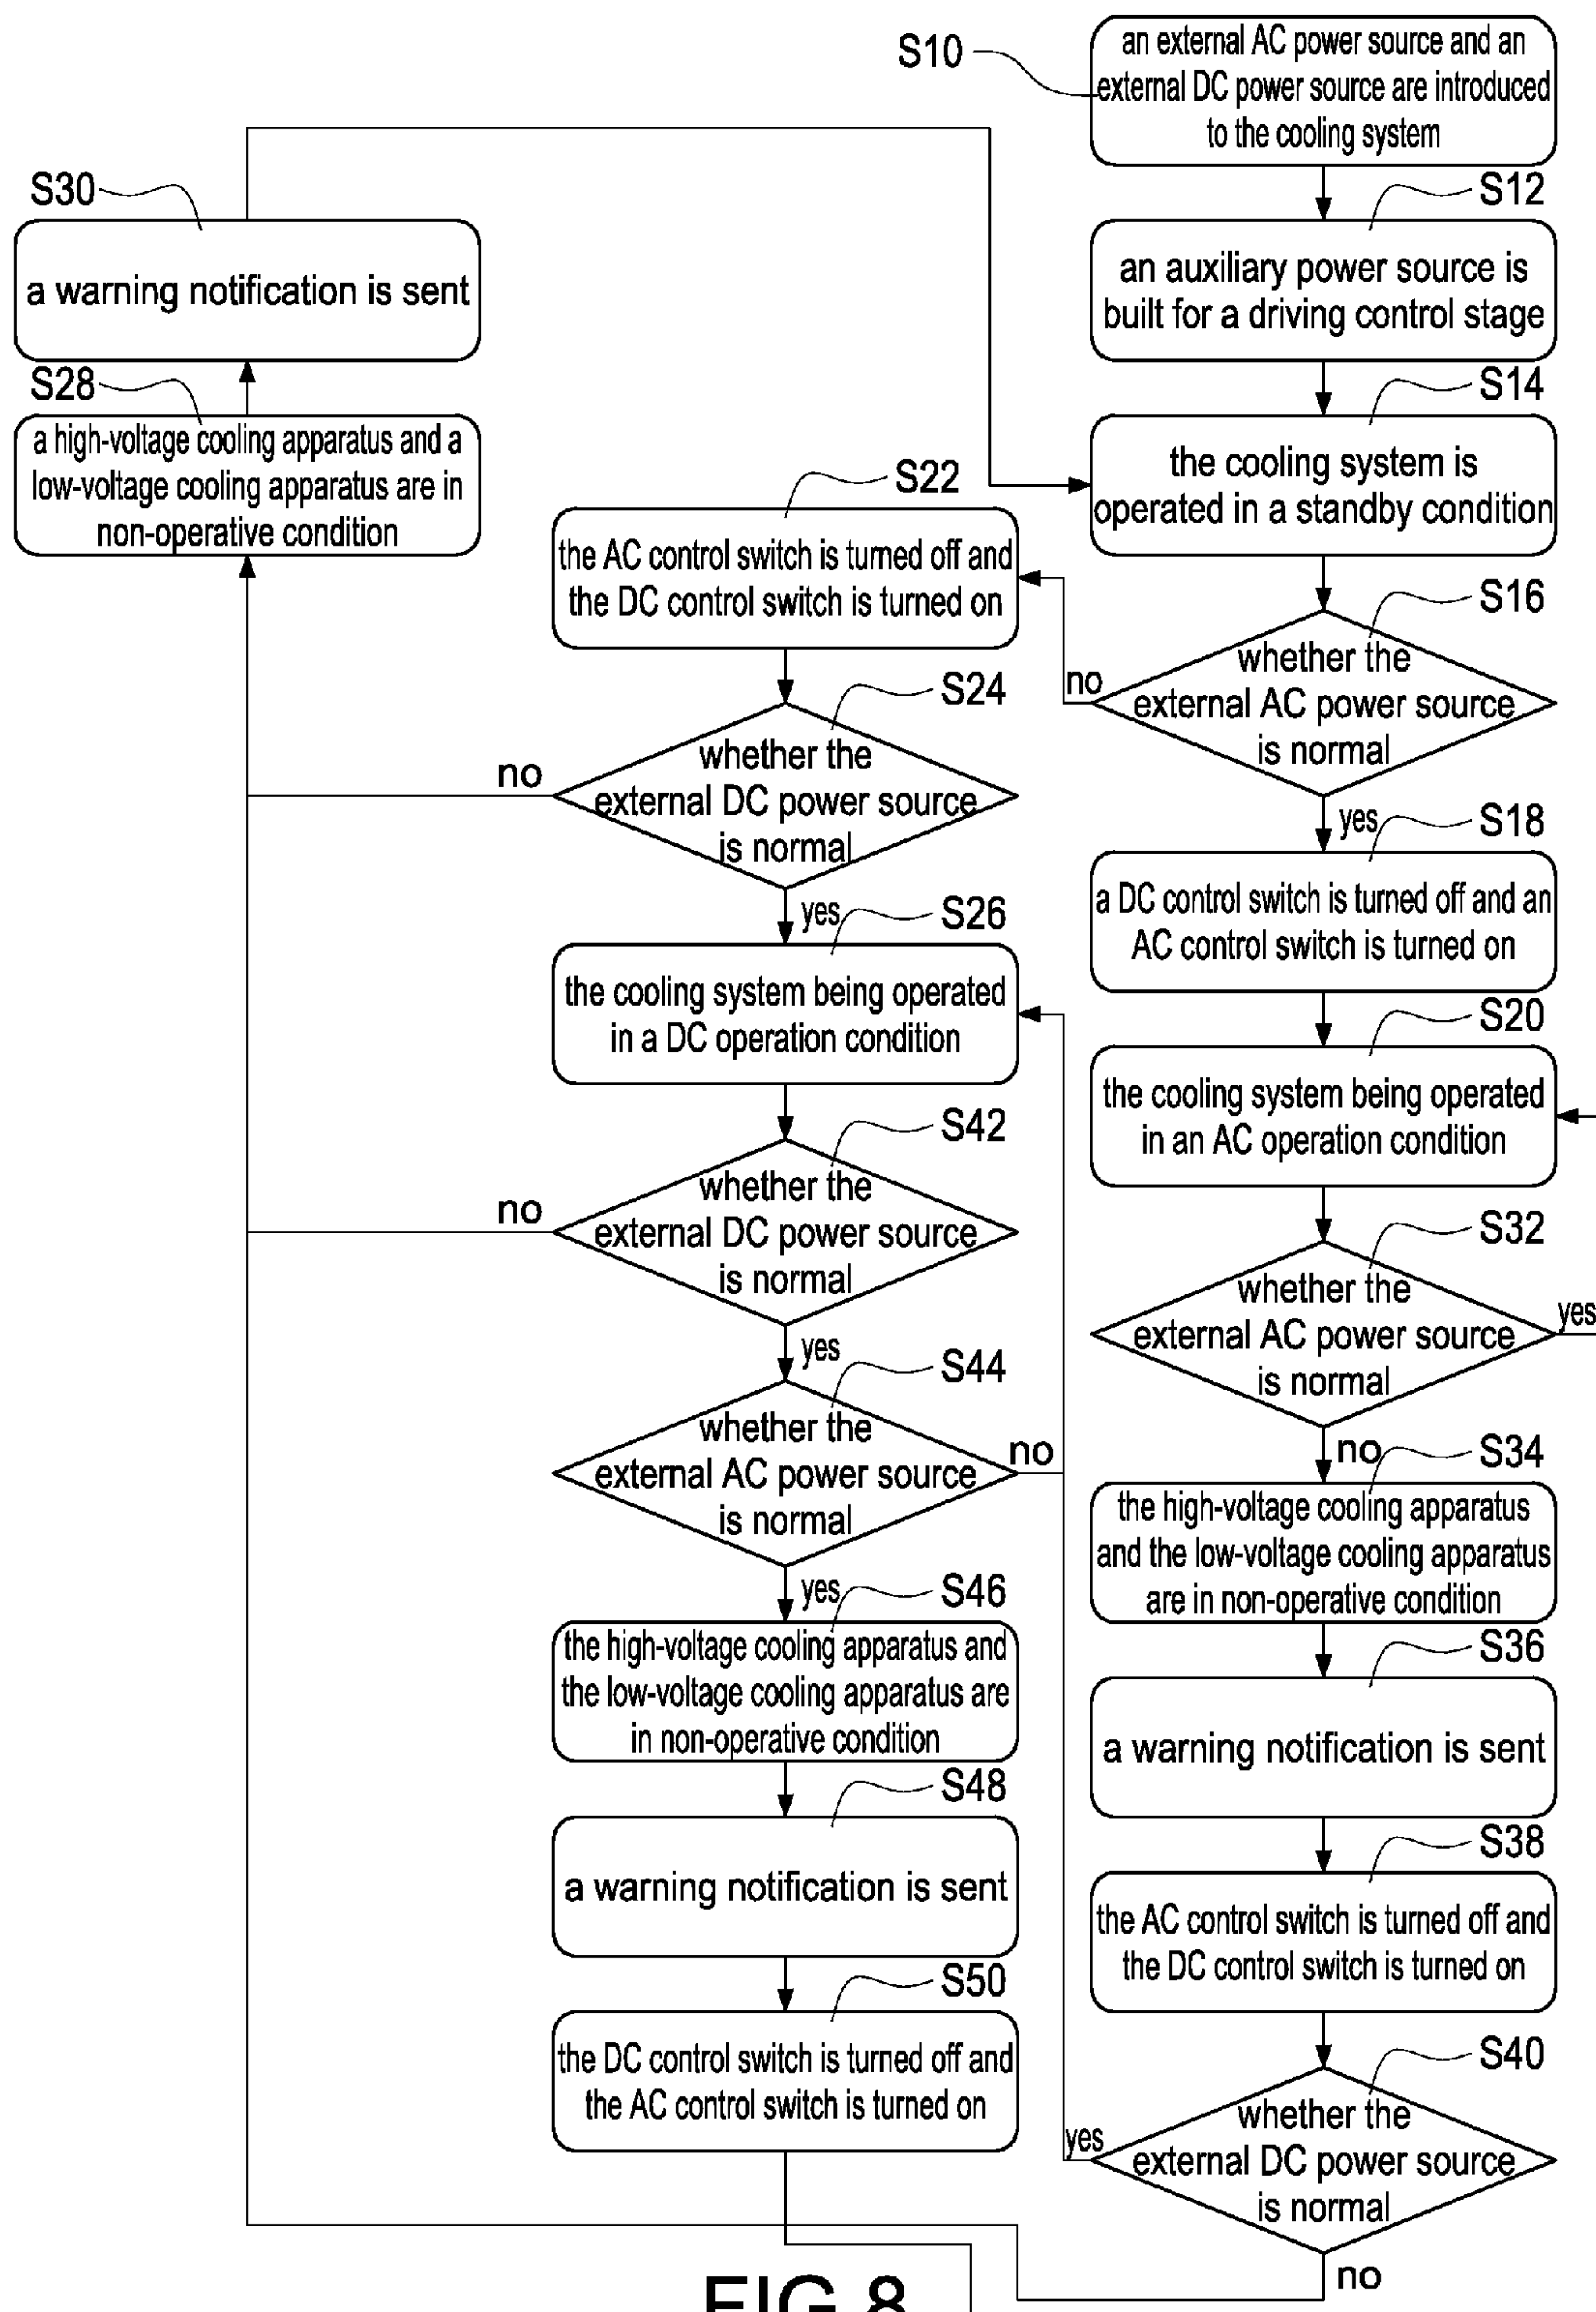 S10
an external AC power source and an
external DC power source are introduced
to the cooling system
S12
an auxiliary power source is
built for a driving control stage
S14
the cooling system is
operated in a standby condition
S16
whether the
external AC power source
is normal
no
yes
S18
a DC control switch is turned off and an
AC control switch is turned on
S20
the cooling system being operated
in an AC operation condition
S32
whether the
external AC power source
is normal
yes
no
S34
the high-voltage cooling apparatus
and the low-voltage cooling apparatus
are in non-operative condition
S36
a warning notification is sent
S38
the AC control switch is turned off and
the DC control switch is turned on
S40
whether the
external DC power source
is normal
yes
no
S22
the AC control switch is turned off and
the DC control switch is turned on
S24
whether the
external DC power source
is normal
no
yes
S26
the cooling system being operated
in a DC operation condition
S42
whether the
external DC power source
is normal
no
yes
S44
whether the
external AC power source
is normal
no
yes
S46
the high-voltage cooling apparatus and
the low-voltage cooling apparatus are
in non-operative condition
S48
a warning notification is sent
S50
the DC control switch is turned off and
the AC control switch is turned on
S30
a warning notification is sent
S28
a high-voltage cooling apparatus and a
low-voltage cooling apparatus are in
non-operative condition
FIG.8